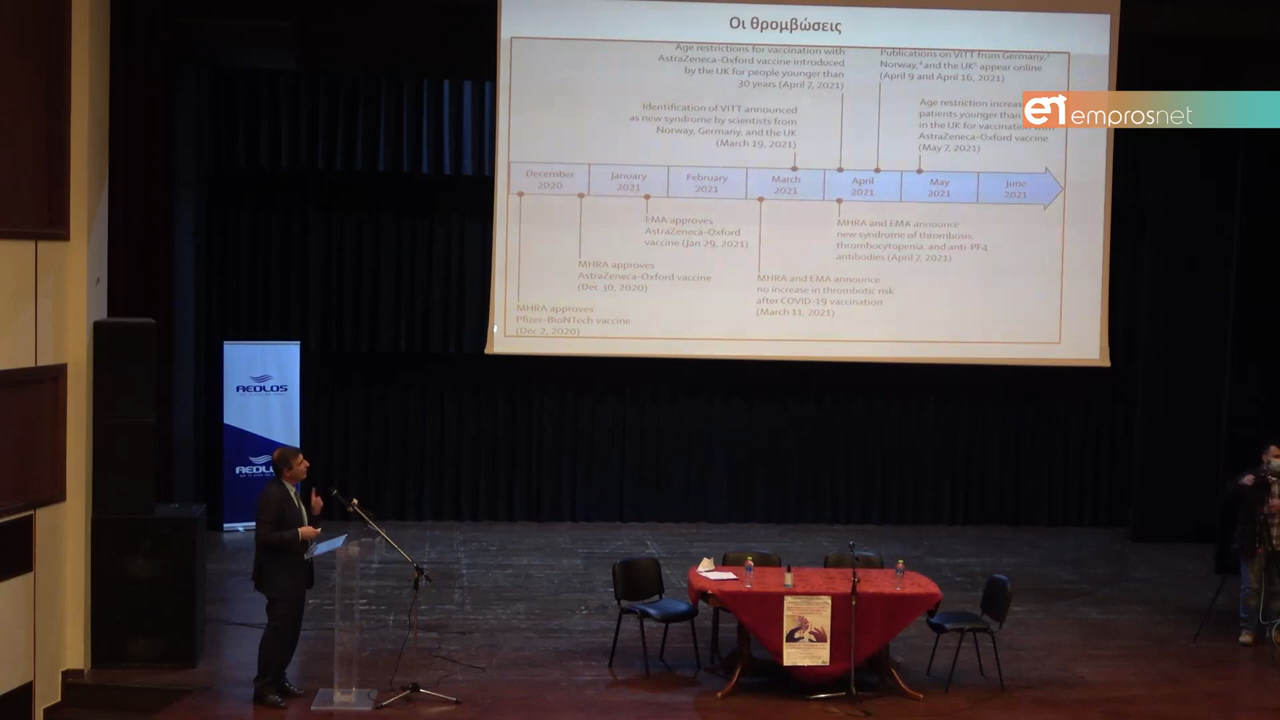 Οι θρομβώσεις
Age restrictions for vaccination with
AstraZeneca-Oxford vaccine introduced
by the UK for people younger than
30 years (April 7, 2021)
Publications on VITT from Germany,
Norway, and the UK appear online
(April 9 and April 16, 2021)
Identification of VITT announced
as new syndrome by scientists from
Norway, Germany, and the UK
(March 19, 2021)
Age restriction
patients younger than
in the UK for vaccination with
AstraZeneca-Oxford vaccine
(May 7, 2021)
en emprosnet
December
2020
January
2021
February
2021
March
2021
April
2021
May
2021
June
2021
EMA approves
AstraZeneca-Oxford
vaccine (Jan 29, 2021)
MHRA and EMA announce
new syndrome of thrombosis,
thrombocytopenia, and anti-PF4
antibodies (April 7, 2021)
MHRA approves
AstraZeneca-Oxford vaccine
(Dec 30, 2020)
MHRA and EMA announce
no increase in thrombotic risk
after COVID-19 vaccination
(March 11, 2021)
MHRA approves
Pfizer-BioNTech vaccine
(Dec 2, 2020)
AEOLOS